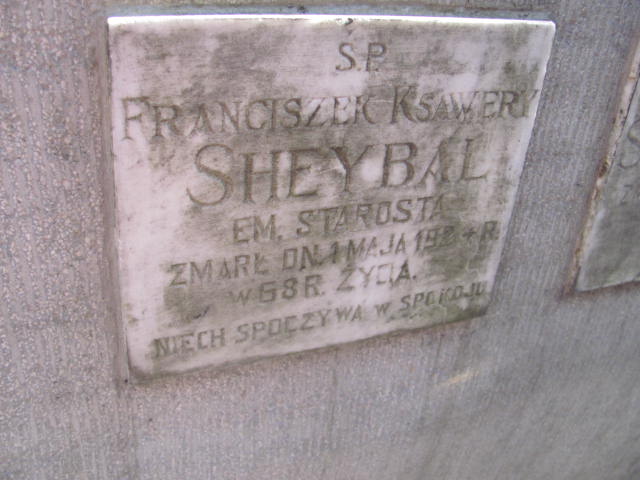 Ś.P.
FRANCISZEK KSAWERY
SHEYBAL
EM. STAROSTA
ZMARŁ DN. 1 MAJA R.
W 68 R. ŻYCIA.
NIECH SPOCZYWA W SPOKOJU